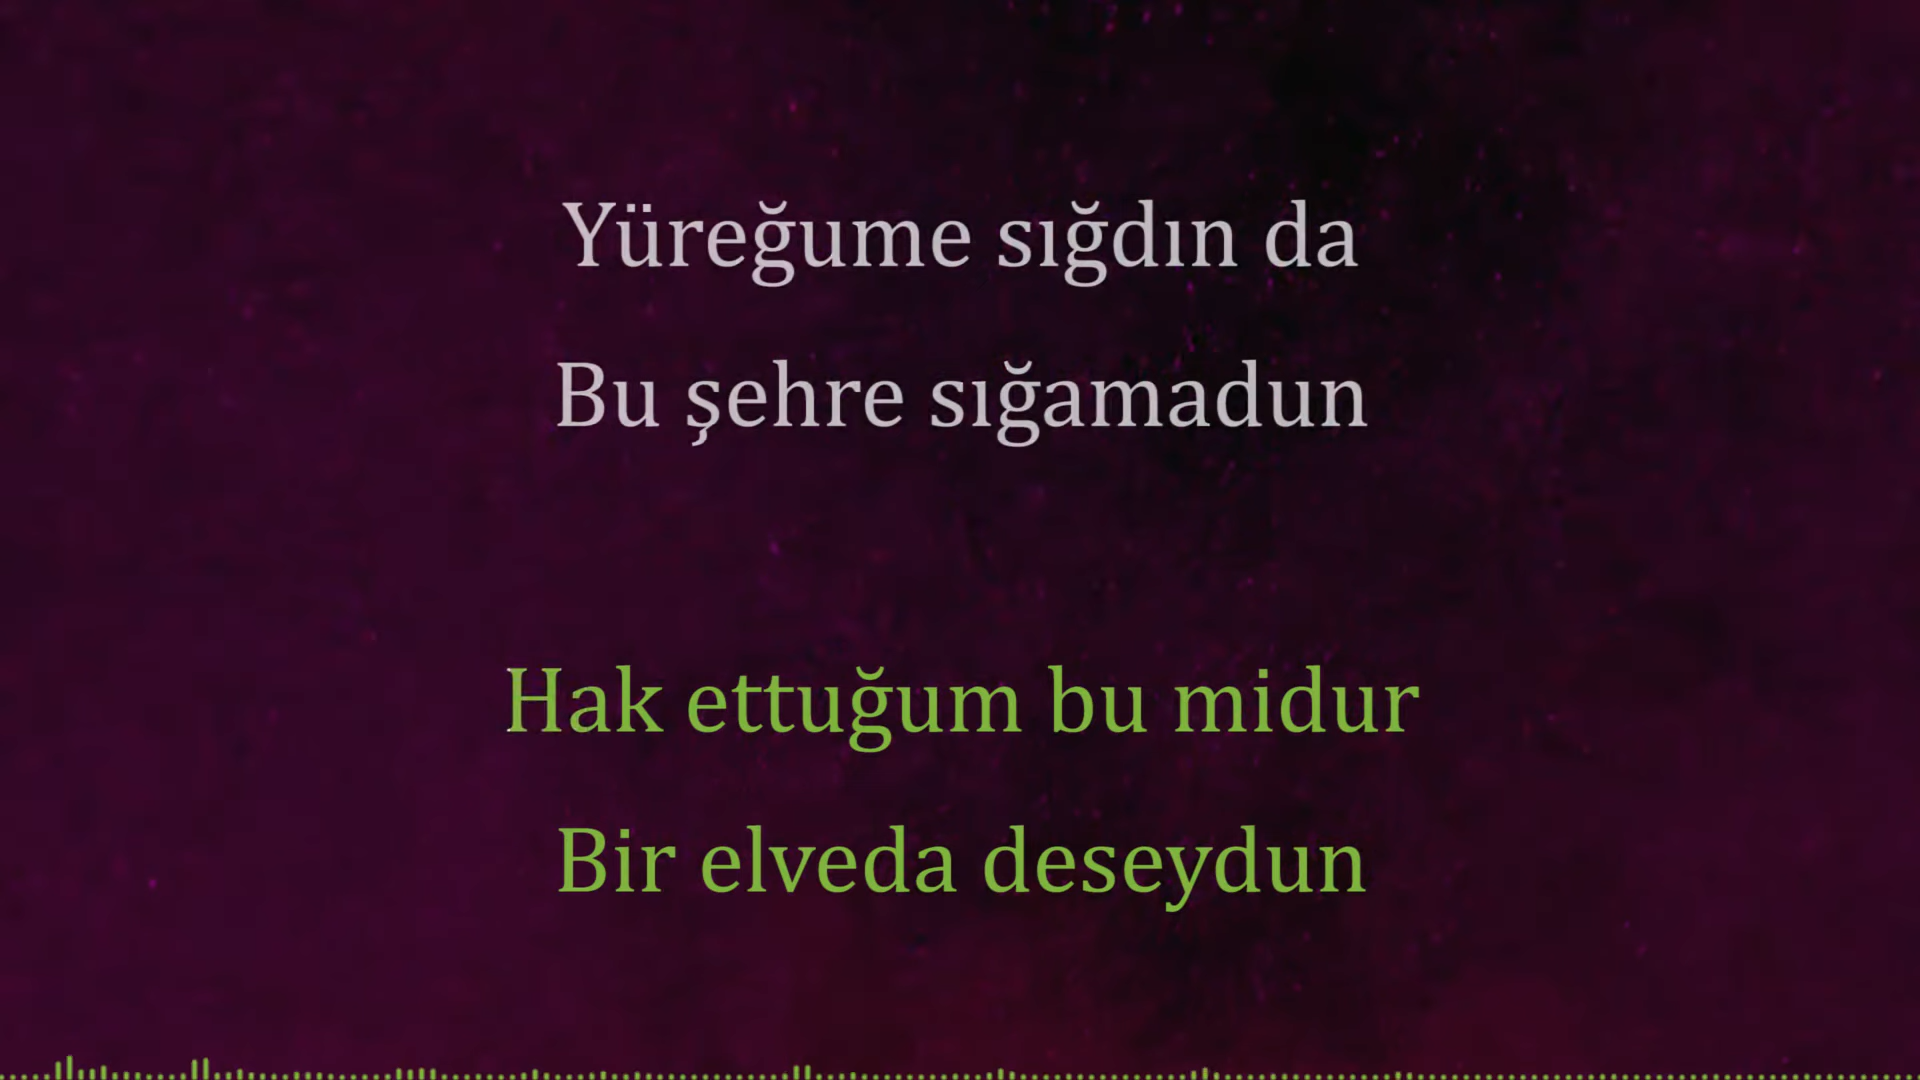 Yüreğume sığdın da
Bu şehre sığamadun
Hak ettuğum bu midur
Bir elveda deseydun